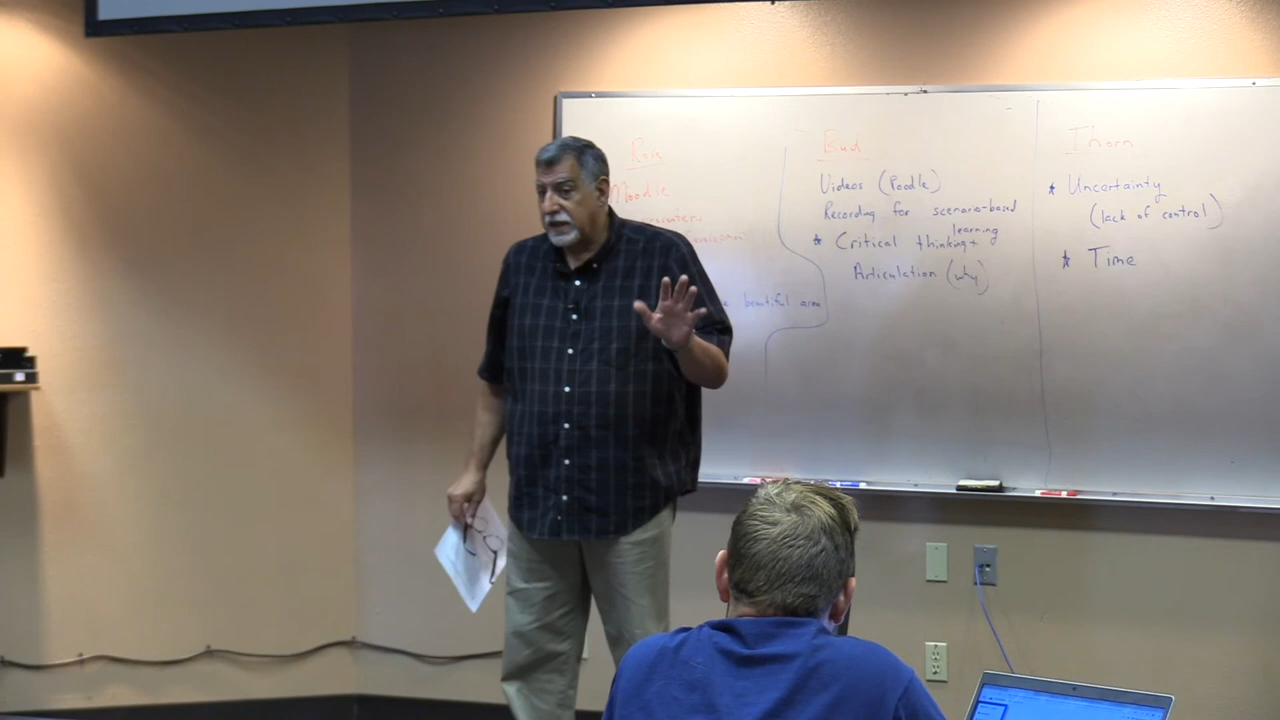 Rose
Moodle
beautiful area
Bud
Videos (Poodle)
Recording for scenario-based
learning
* Critical thinking +
Articulation (why)
Thorn
* Uncertainty
(lack of control)
* Time